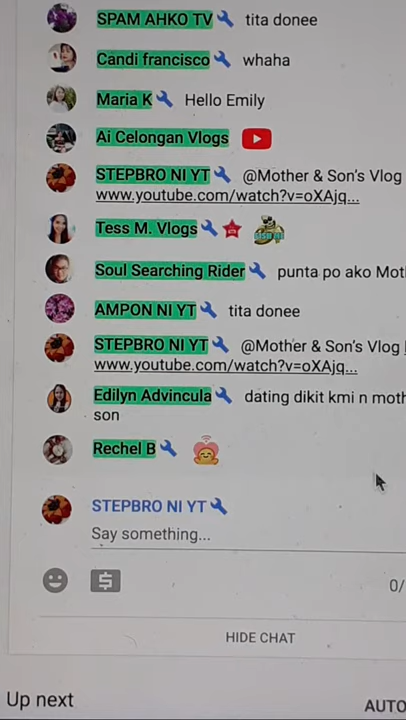 SPAM AHKO TV tita donee
Candi francisco whaha
Maria K Hello Emily
Ai Celongan Vlogs
STEPBRO NI YT @Mother & Son's Vlog
www.youtube.com/watch?v=oXAjq...
Tess M. Vlogs
Soul Searching Rider punta po ako Mot
AMPON NI YT tita donee
STEPBRO NI YT @Mother & Son's Vlog
www.youtube.com/watch?v=oXAjq...
Edilyn Advincula dating dikit kmi n moth
son
Rechel B
STEPBRO NI YT
Say something...
0/
HIDE CHAT
Up next
AUTO